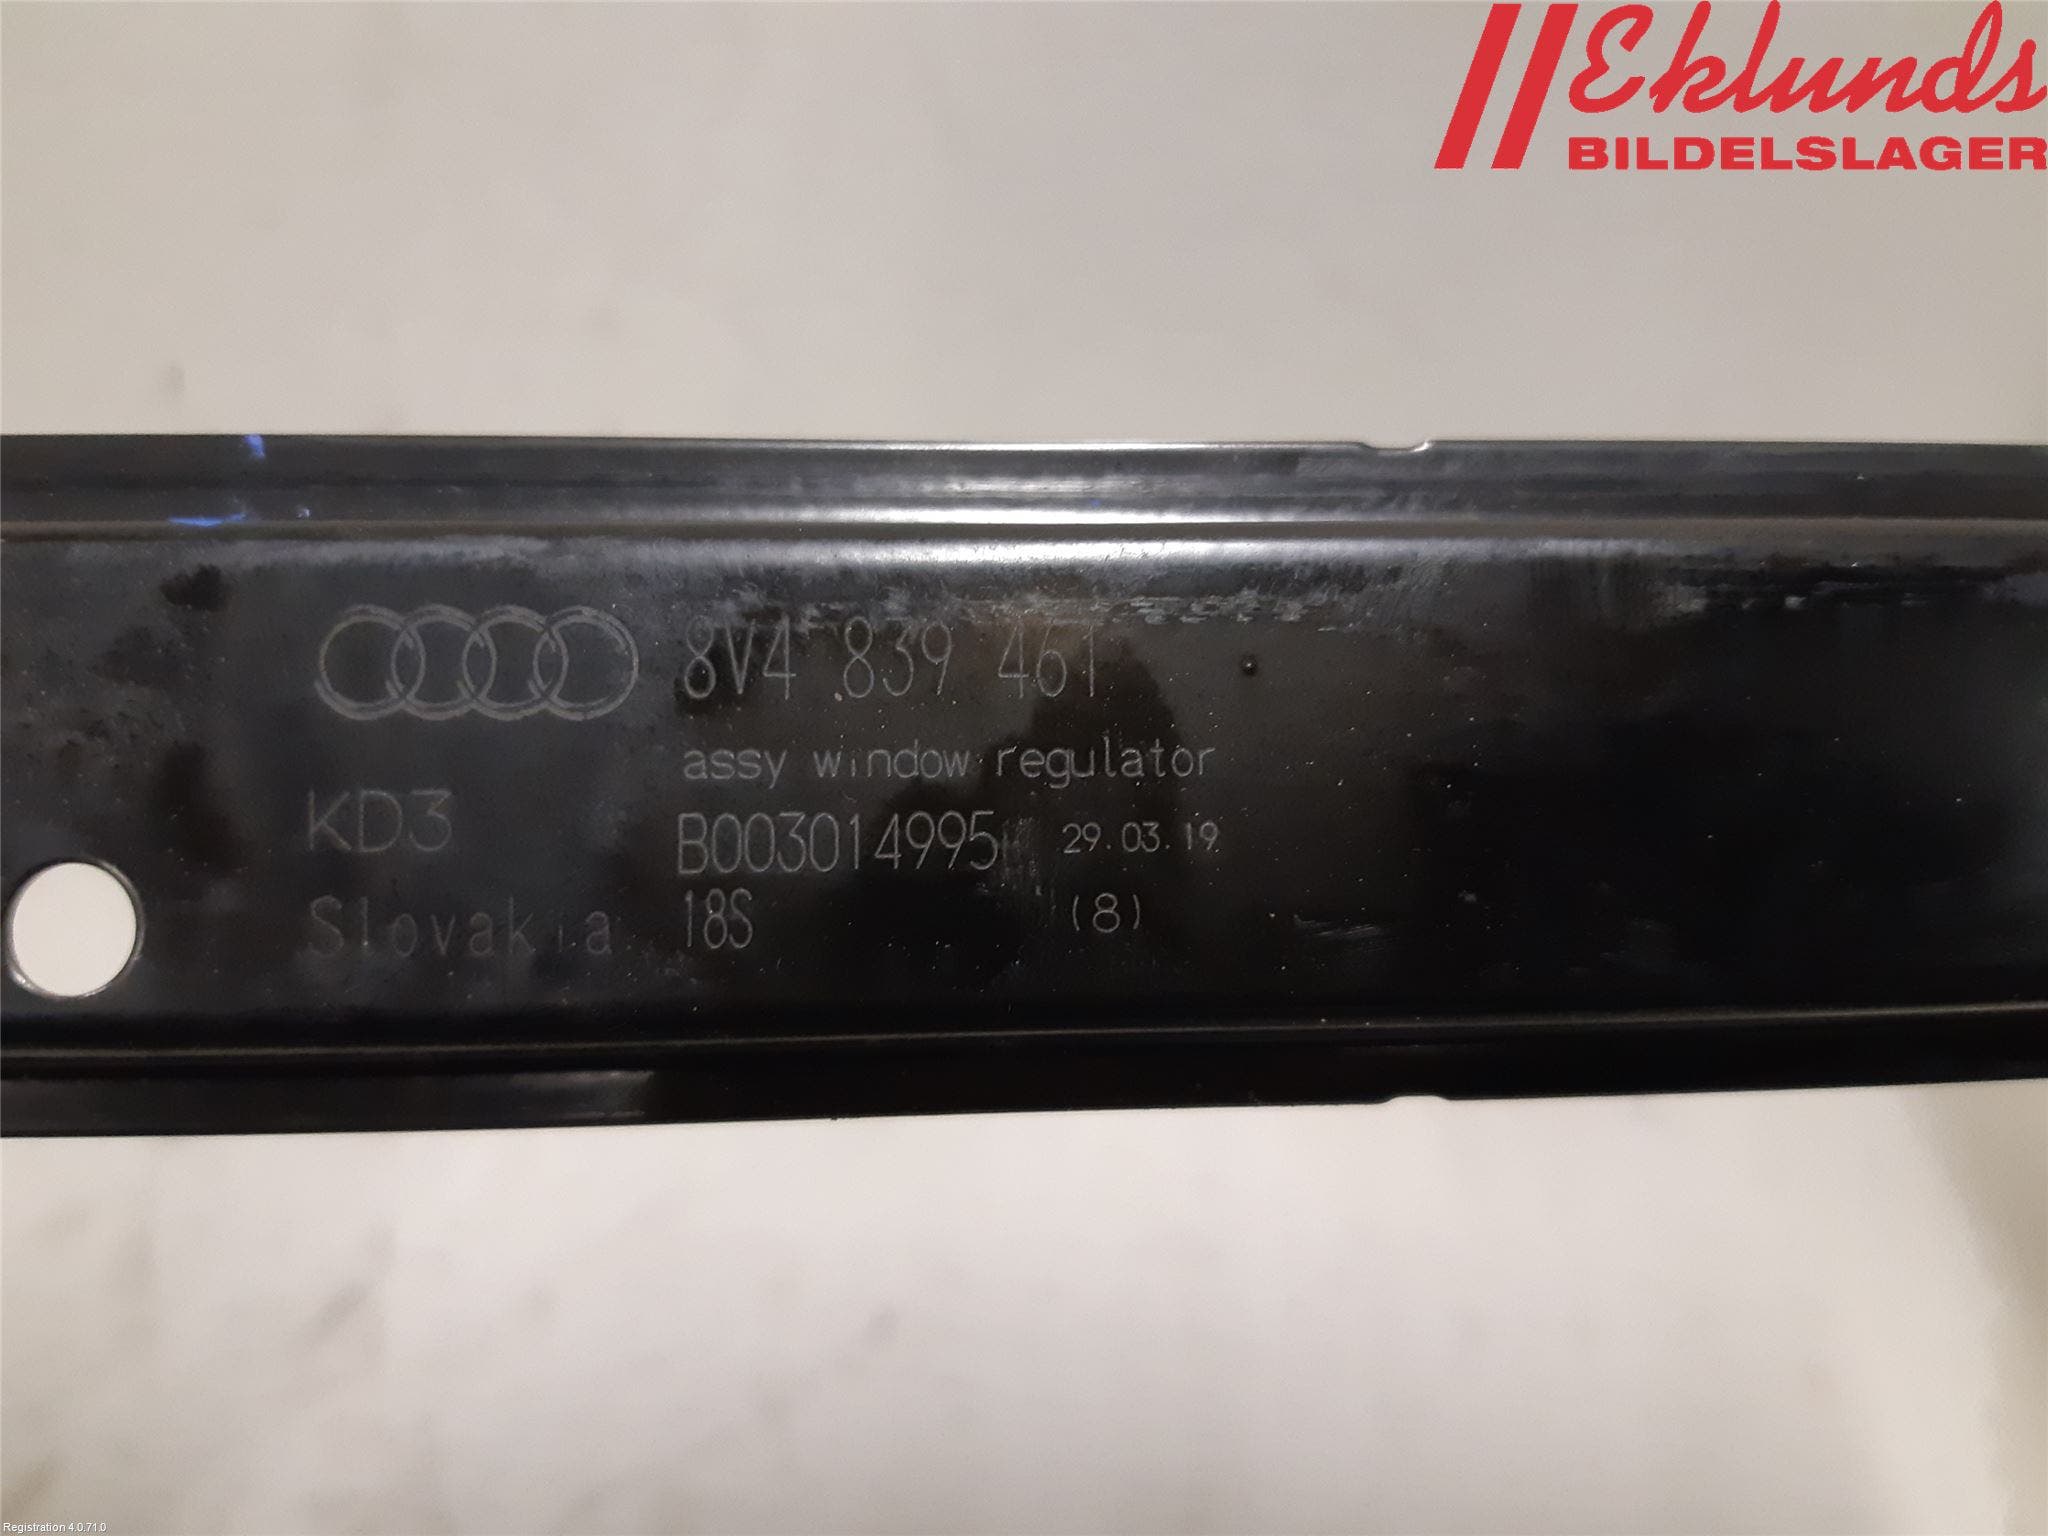 Eklunds
BILDELSLAGER
8V4 839 461
assy window regulator
KD3
B003014995 29.03.19
Slovakia 18S (8)
Registration 4.0.71.0